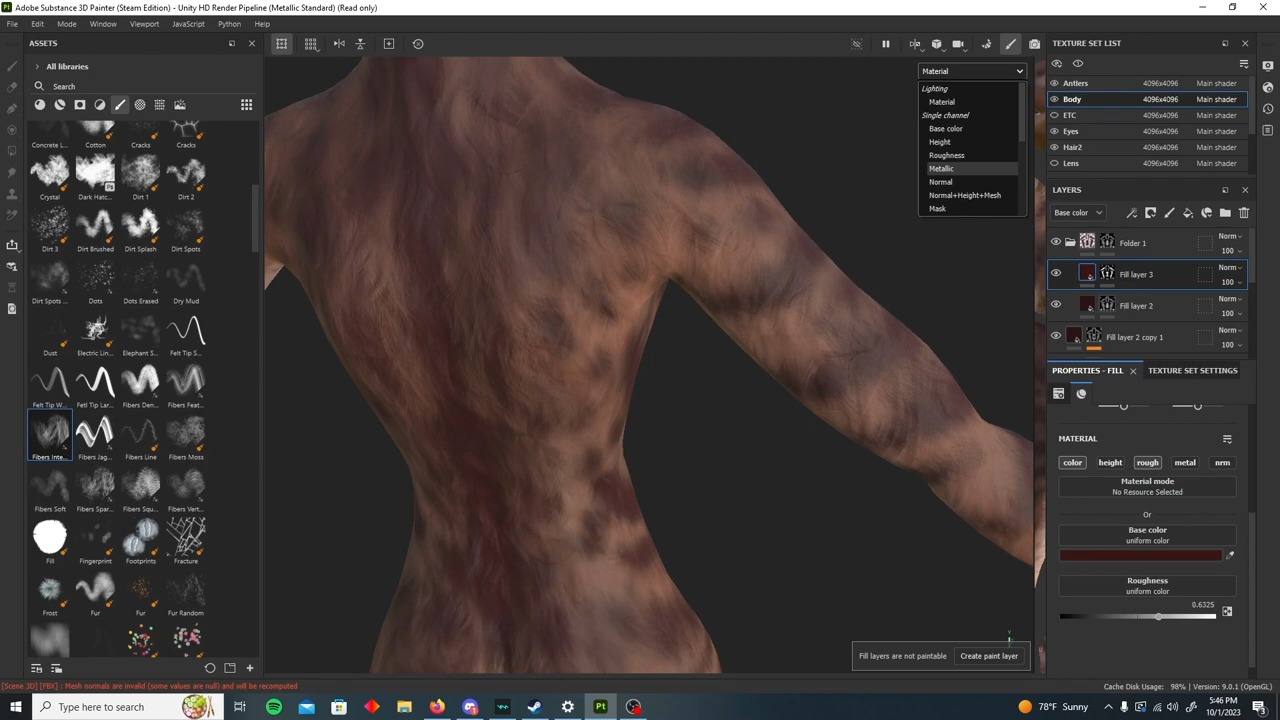 Adobe Substance 3D Painter (Steam Edition) - Unity HD Render Pipeline (Metallic Standard) (Read only)
File Edit Mode Window Viewport JavaScript Python Help
ASSETS
All libraries
Search
Concrete L... Cotton Cracks Cracks
Crystal Dark Hatc... Dirt 1 Dirt 2
Dirt 3 Dirt Brushed Dirt Splash Dirt Spots
Dirt Spots ... Dots Dots Erased Dry Mud
Dust Electric Lin... Elephant S... Felt Tip S...
Felt Tip W... Fetl Tip Lar... Fibers Den... Fibers Feat...
Fibers Inte... Fibers Jag... Fibers Line Fibers Moss
Fibers Soft Fibers Spar... Fibers Squ... Fibers Vert...
Fill Fingerprint Footprints Fracture
Frost Fur Fur Fur Random
Material
Lighting
Material
Single channel
Base color
Height
Roughness
Metallic
Normal
Normal+Height+Mesh
Mask
Fill layers are not paintable Create paint layer
TEXTURE SET LIST
Antlers 4096x4096 Main shader
Body 4096x4096 Main shader
ETC 4096x4096 Main shader
Eyes 4096x4096 Main shader
Hair2 4096x4096 Main shader
Lens 4096x4096 Main shader
LAYERS
Base color
Folder 1 Norm
100
Fill layer 3 Norm
100
Fill layer 2 Norm
100
Fill layer 2 copy 1 Norm
100
PROPERTIES - FILL TEXTURE SET SETTINGS
MATERIAL
color height rough metal nrm
Material mode
No Resource Selected
Or
Base color
uniform color
Roughness
uniform color
0.6325
[Scene 3D] [FBX] : Mesh normals are invalid (some values are null) and will be recomputed
Cache Disk Usage: 98% | Version: 9.0.1 (OpenGL)
Type here to search
78°F Sunny
5:46 PM
10/1/2023